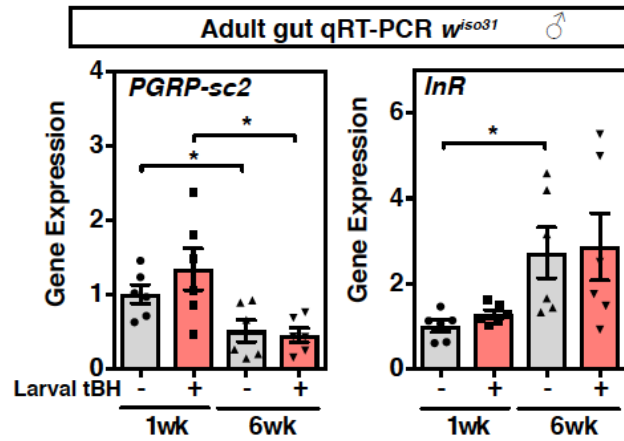 Adult gut qRT-PCR w^iso31 ♂
PGRP-sc2
Gene Expression
4
3
2
1
0
*
*
Larval tBH - + - +
1wk 6wk
InR
Gene Expression
6
4
2
0
*
- + - +
1wk 6wk